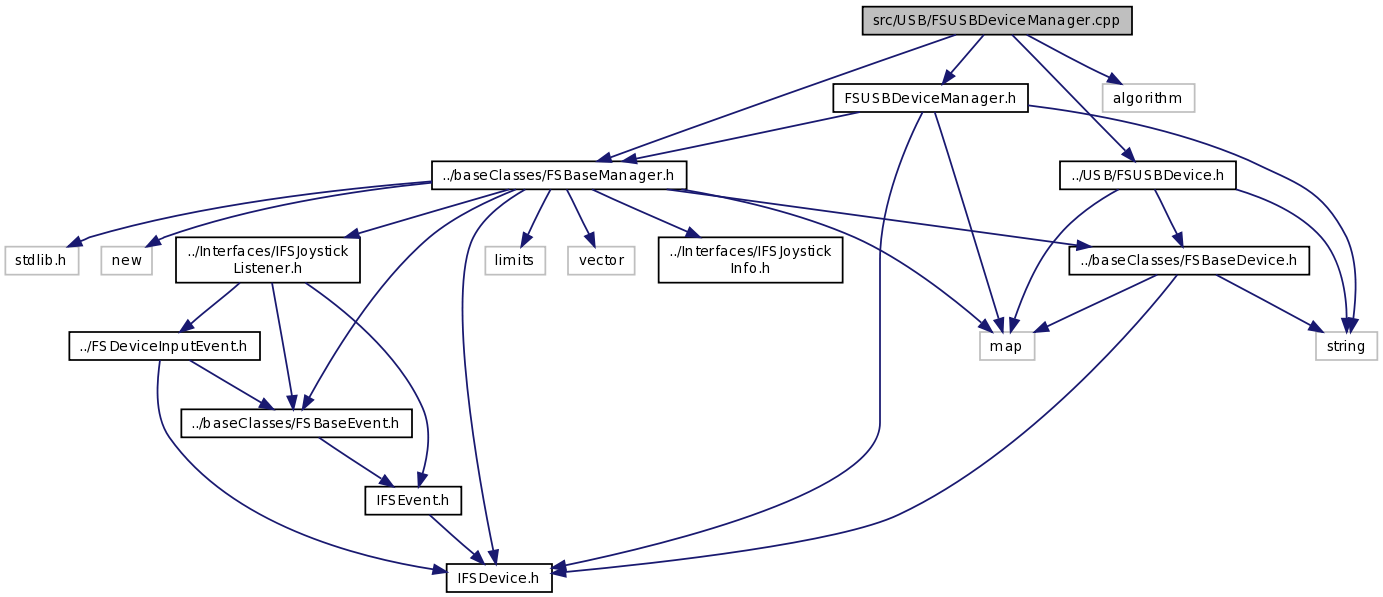 src/USB/FSUSBDeviceManager.cpp
FSUSBDeviceManager.h
algorithm
../baseClasses/FSBaseManager.h
../USB/FSUSBDevice.h
stdlib.h
new
../Interfaces/IFSJoystick
Listener.h
limits
vector
../Interfaces/IFSJoystick
Info.h
../baseClasses/FSBaseDevice.h
../FSDeviceInputEvent.h
map
string
../baseClasses/FSBaseEvent.h
IFSEvent.h
IFSDevice.h